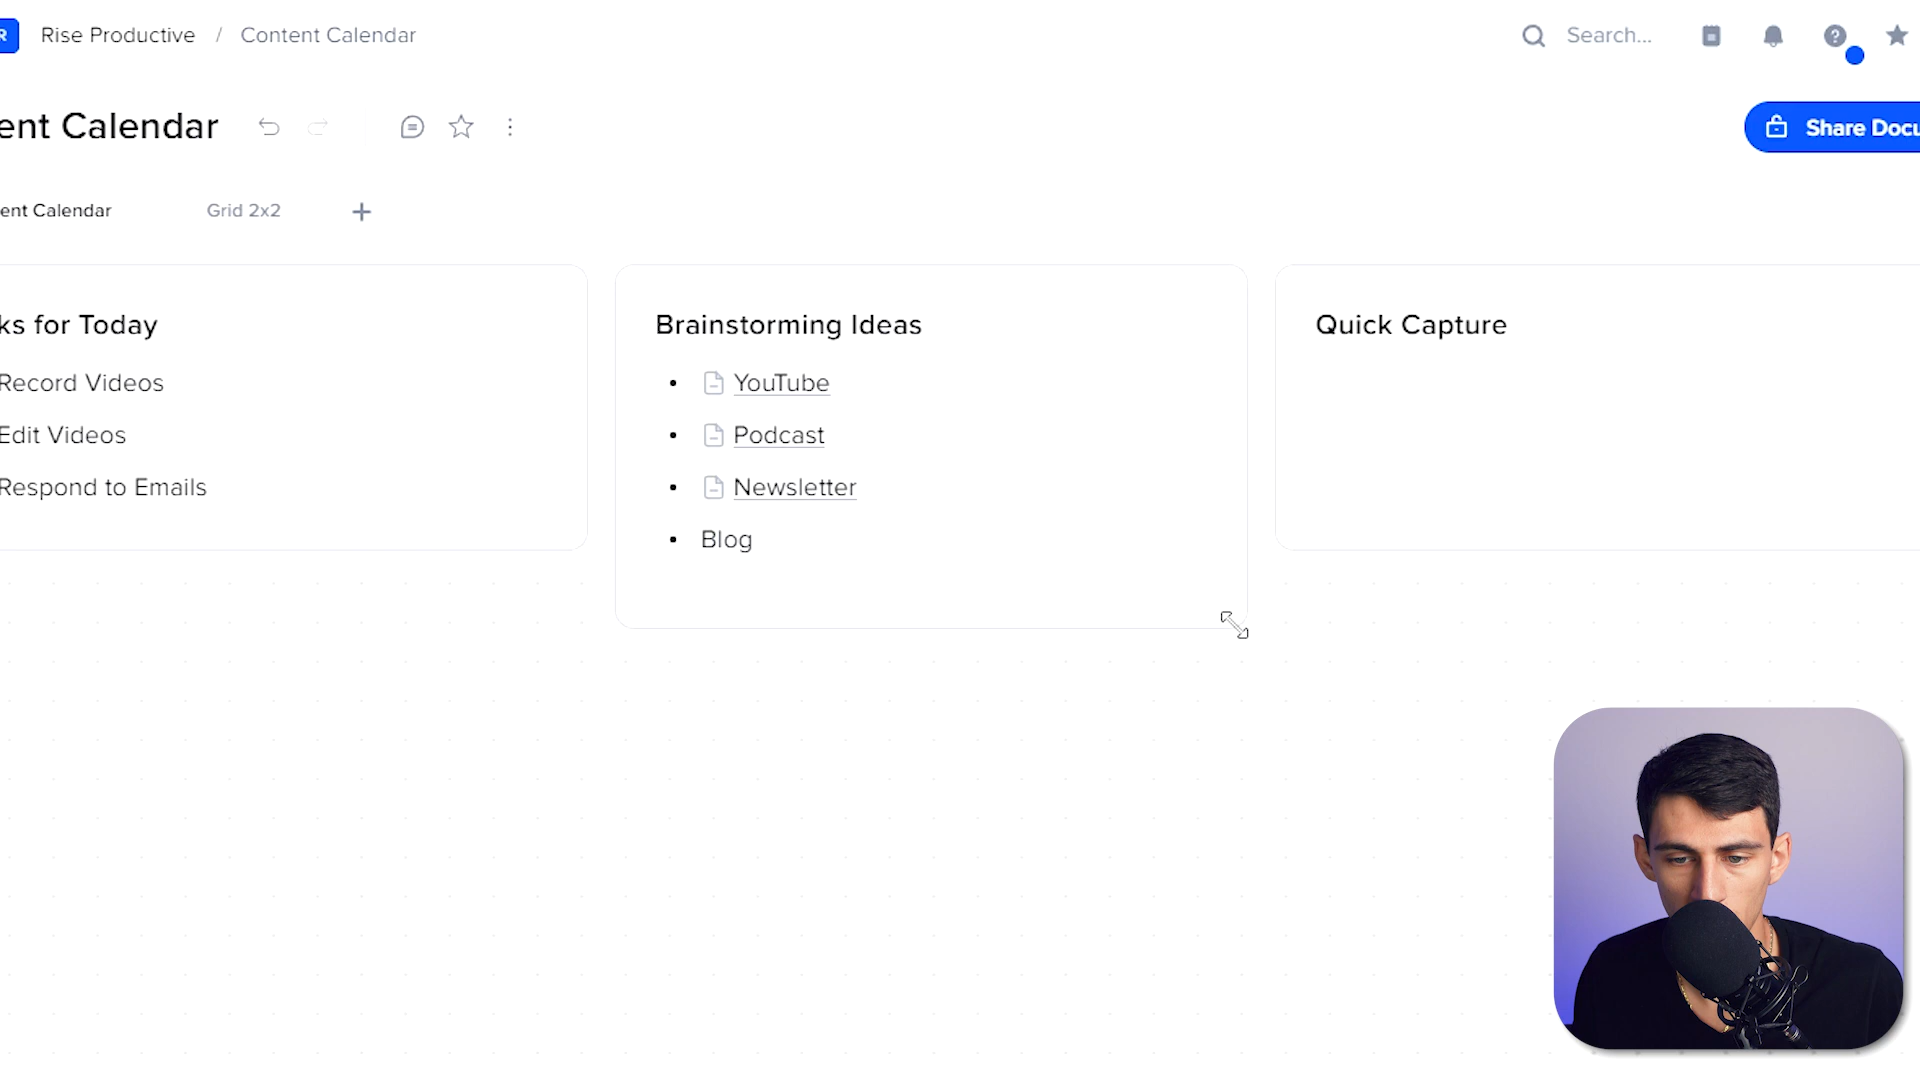 R Rise Productive / Content Calendar Search...
ent Calendar
Share Docu
ent Calendar Grid 2x2
ks for Today
Record Videos
Edit Videos
Respond to Emails
Brainstorming Ideas
YouTube
Podcast
Newsletter
Blog
Quick Capture